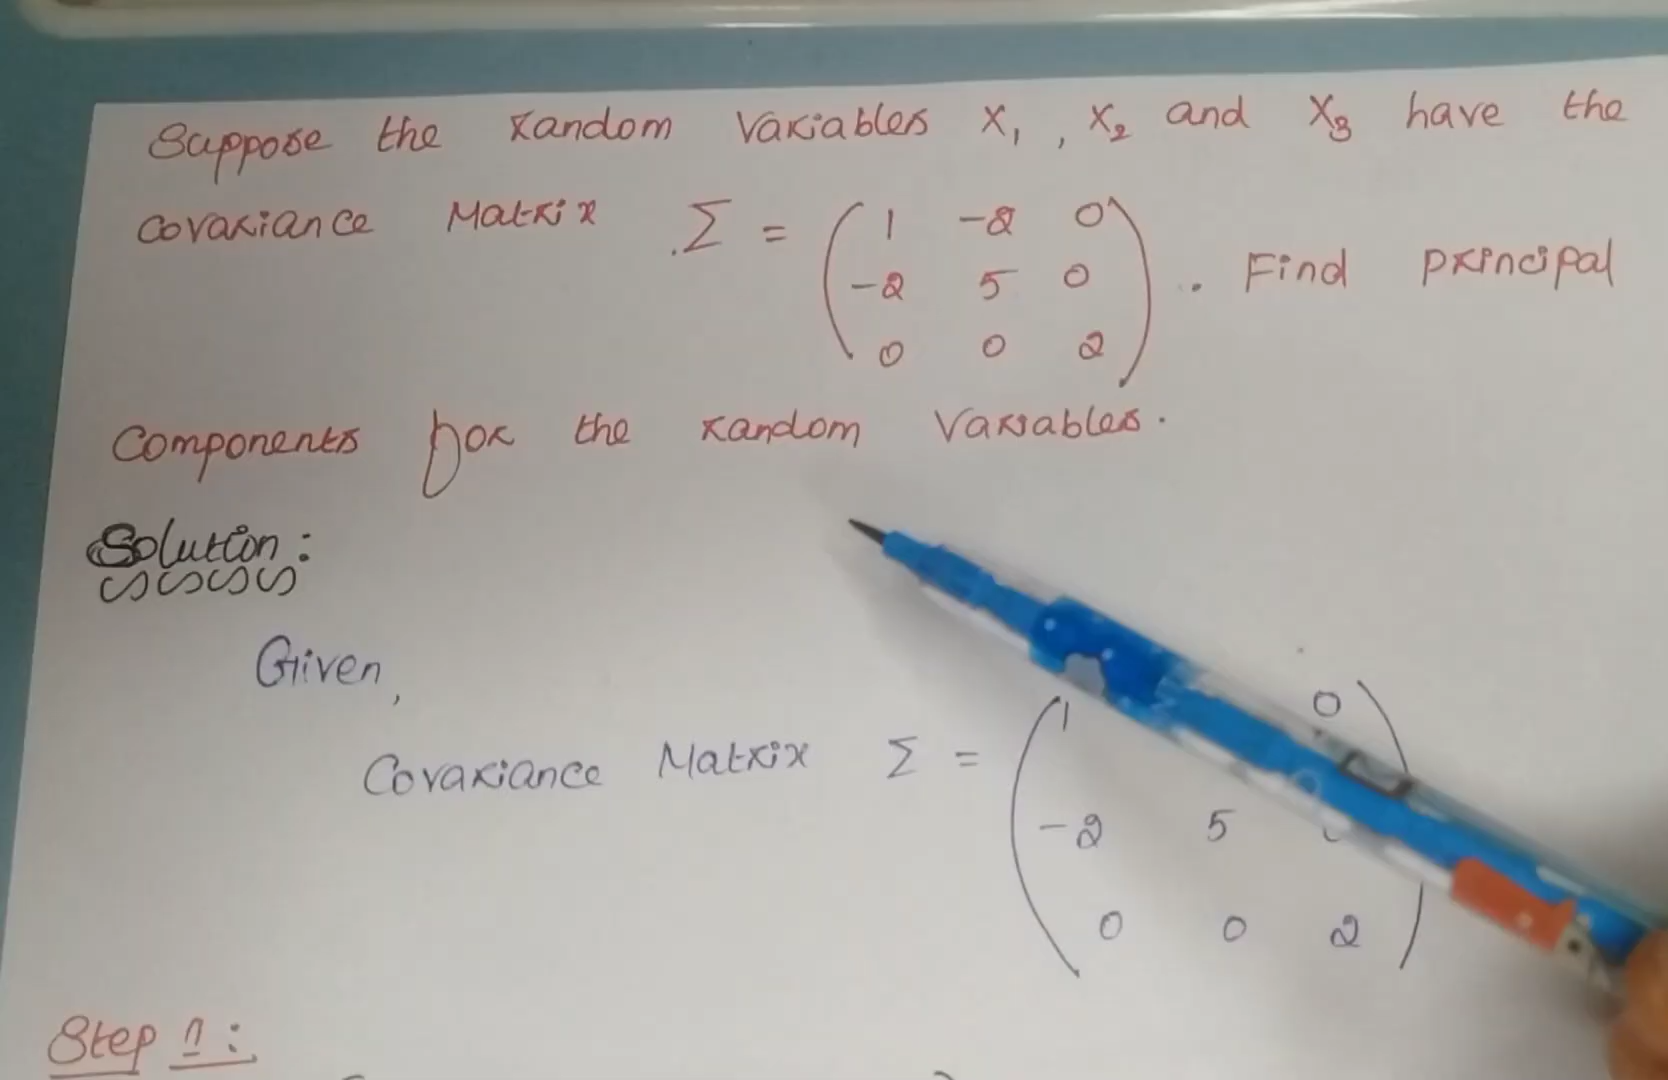 Suppose the random variables X₁, X₂ and X₃ have the
covariance Matrix Σ = ( 1 -2 0
-2 5 0
0 0 2 ). Find principal
Components for the random variables.
Solution:
Given,
Covariance Matrix Σ = ( 1 0
-2 5
0 0 2 )
Step 1: